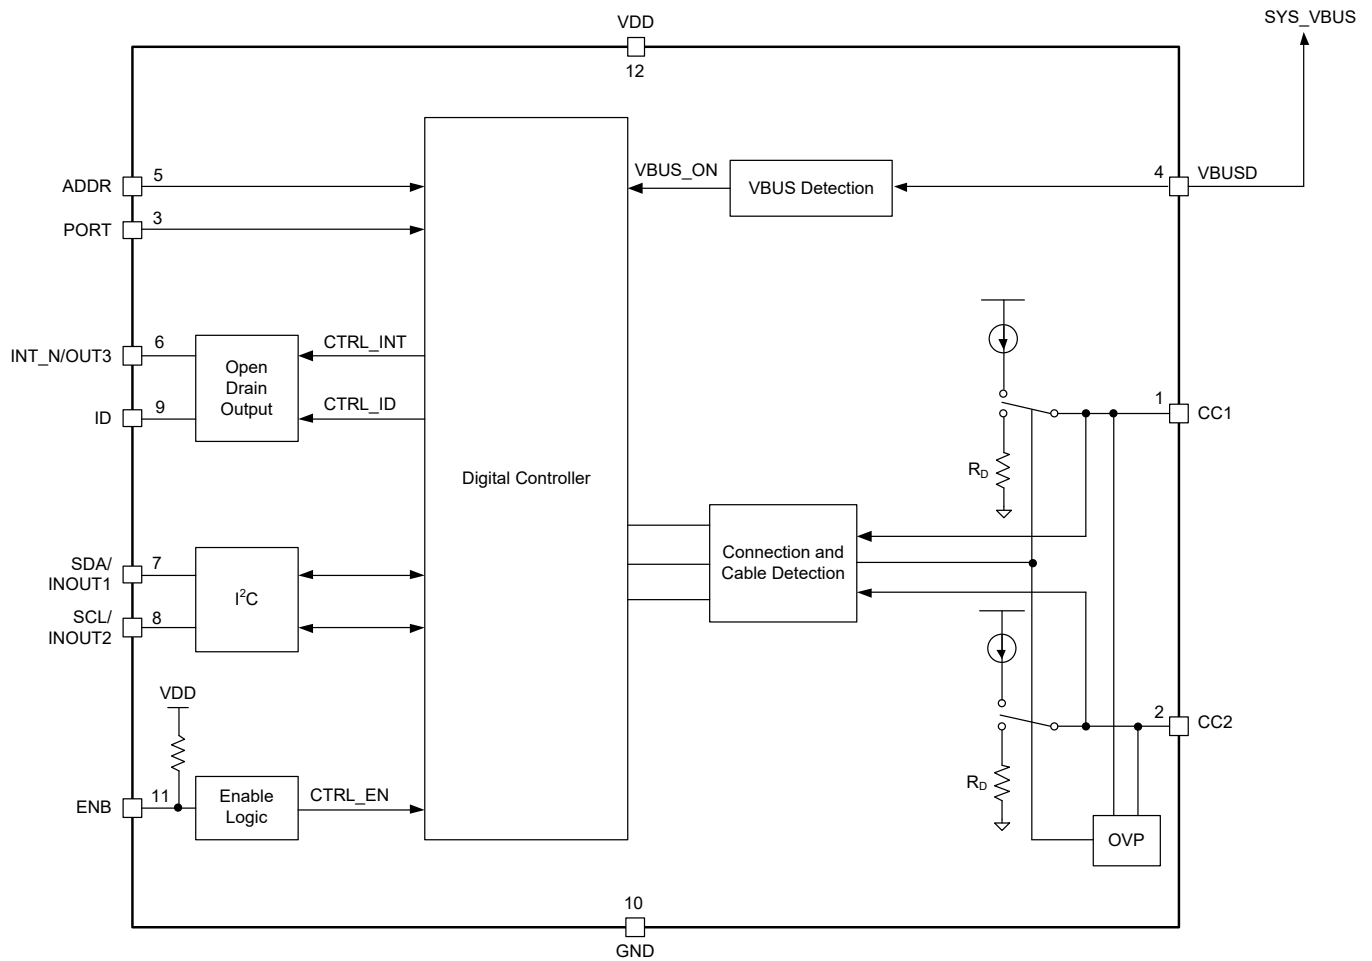 SYS_VBUS
VDD
12
ADDR
5
PORT
3
VBUS_ON
VBUS Detection
4
VBUSD
INT_N/OUT3
6
ID
9
Open
Drain
Output
CTRL_INT
CTRL_ID
Digital Controller
1
CC1
RD
Connection and
Cable Detection
SDA/
INOUT1
7
SCL/
INOUT2
8
I²C
2
CC2
RD
VDD
ENB
11
Enable
Logic
CTRL_EN
OVP
10
GND